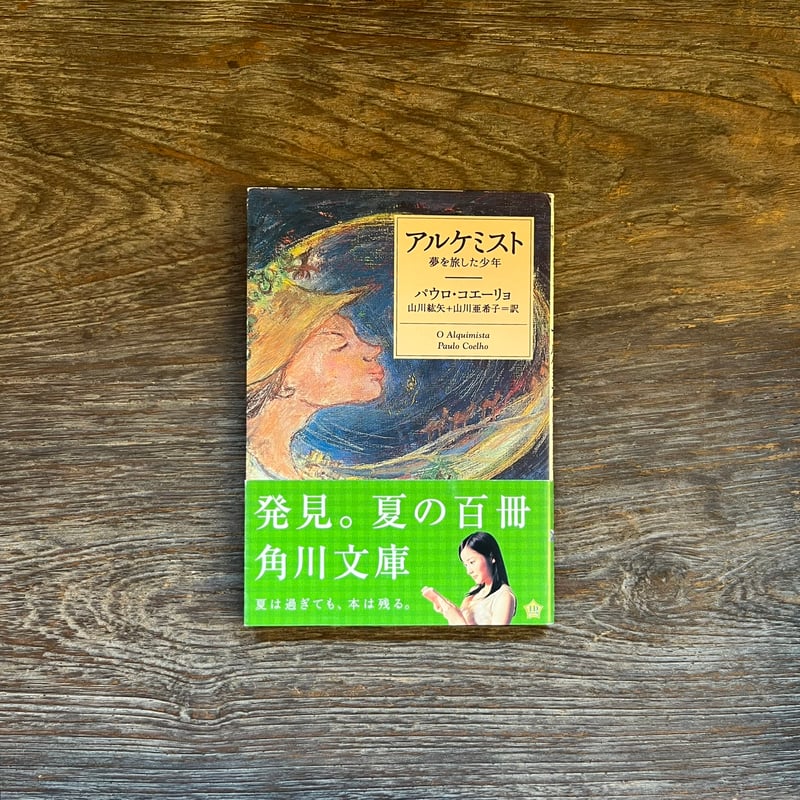 アルケミスト
夢を旅した少年
パウロ・コエーリョ
山川紘矢+山川亜希子=訳
O Alquimista
Paulo Coelho
発見。夏の百冊
角川文庫
夏は過ぎても、本は残る。